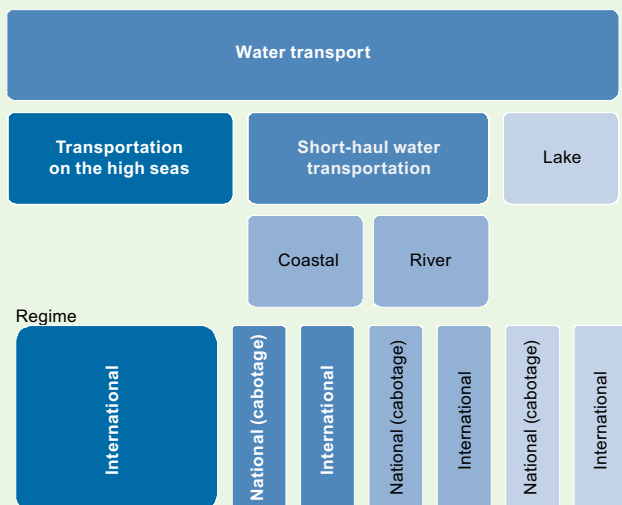 Water transport
Transportation
on the high seas
Short-haul water
transportation
Lake
Coastal
River
Regime
International
National (cabotage)
International
National (cabotage)
International
National (cabotage)
International